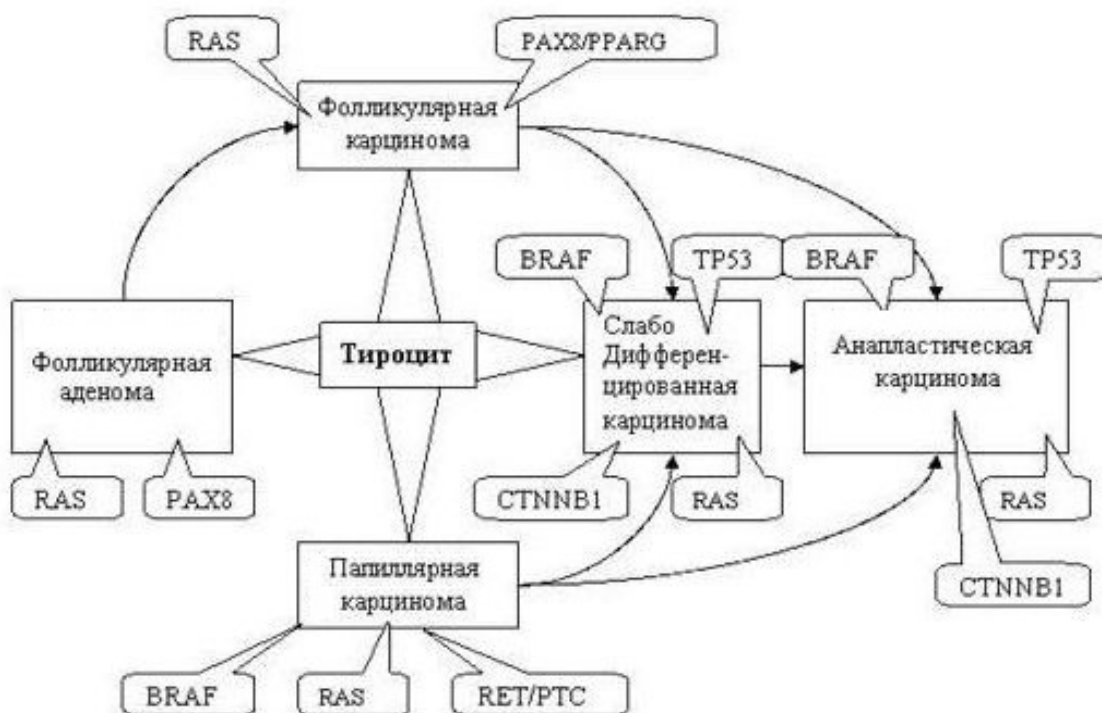 RAS
PAX8/PPARG
Фолликулярная
карцинома
BRAF
TP53
BRAF
TP53
Фолликулярная
аденома
Тироцит
Слабо
Дифферен-
цированная
карцинома
Анапластическая
карцинома
RAS
PAX8
CTNNB1
RAS
RAS
CTNNB1
Папиллярная
карцинома
BRAF
RAS
RET/PTC